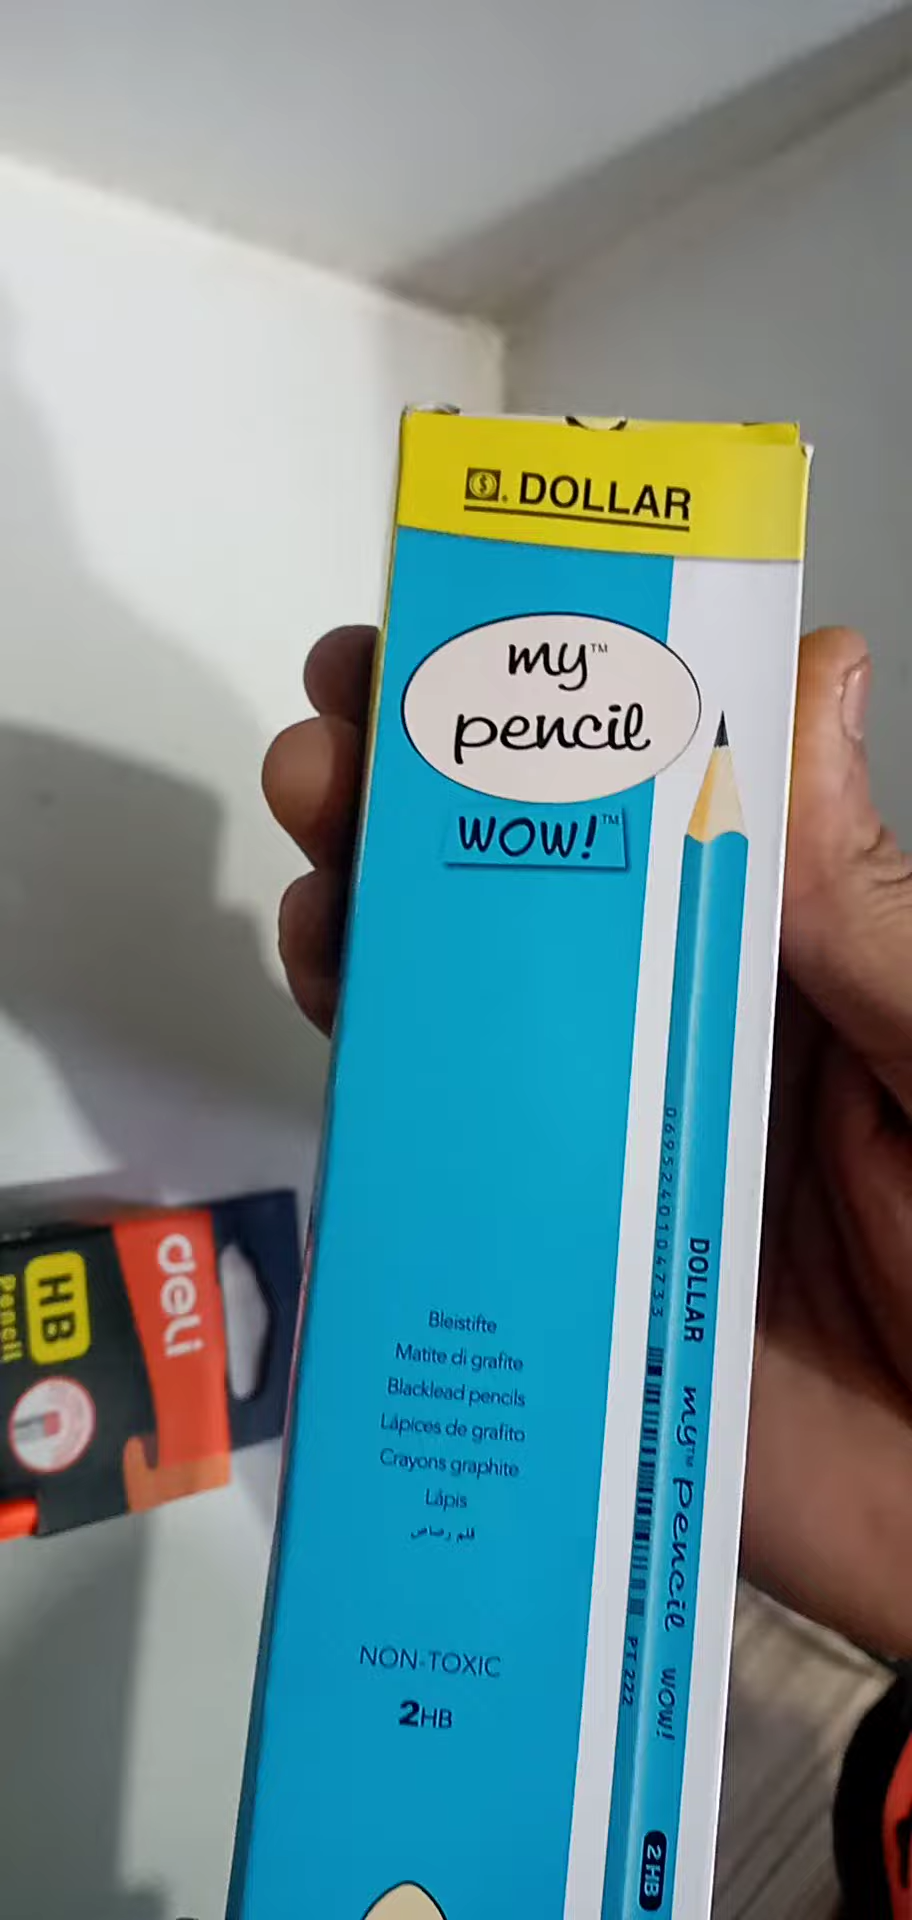 DOLLAR
my™
pencil
WOW!™
Bleistifte
Matite di grafite
Blacklead pencils
Lápices de grafito
Crayons graphite
Lápis
قلم رصاص
NON-TOXIC
2HB
0695240104733
PT 222
DOLLAR my™ pencil WOW! 2HB
deli
HB
Pencil